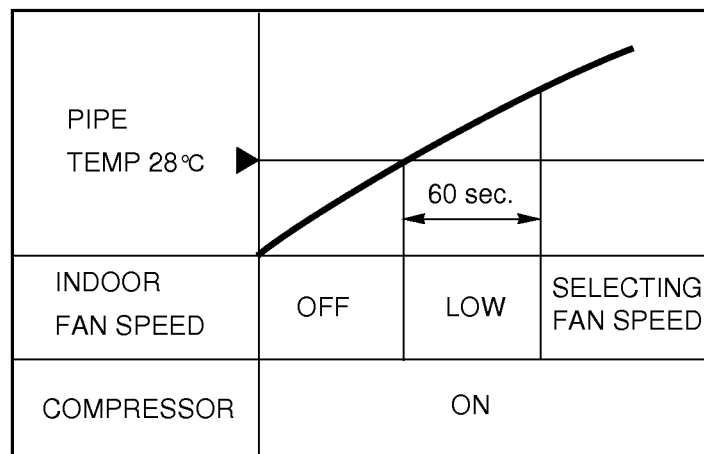 PIPE
TEMP 28℃
60 sec.
INDOOR
FAN SPEED
OFF
LOW
SELECTING
FAN SPEED
COMPRESSOR
ON